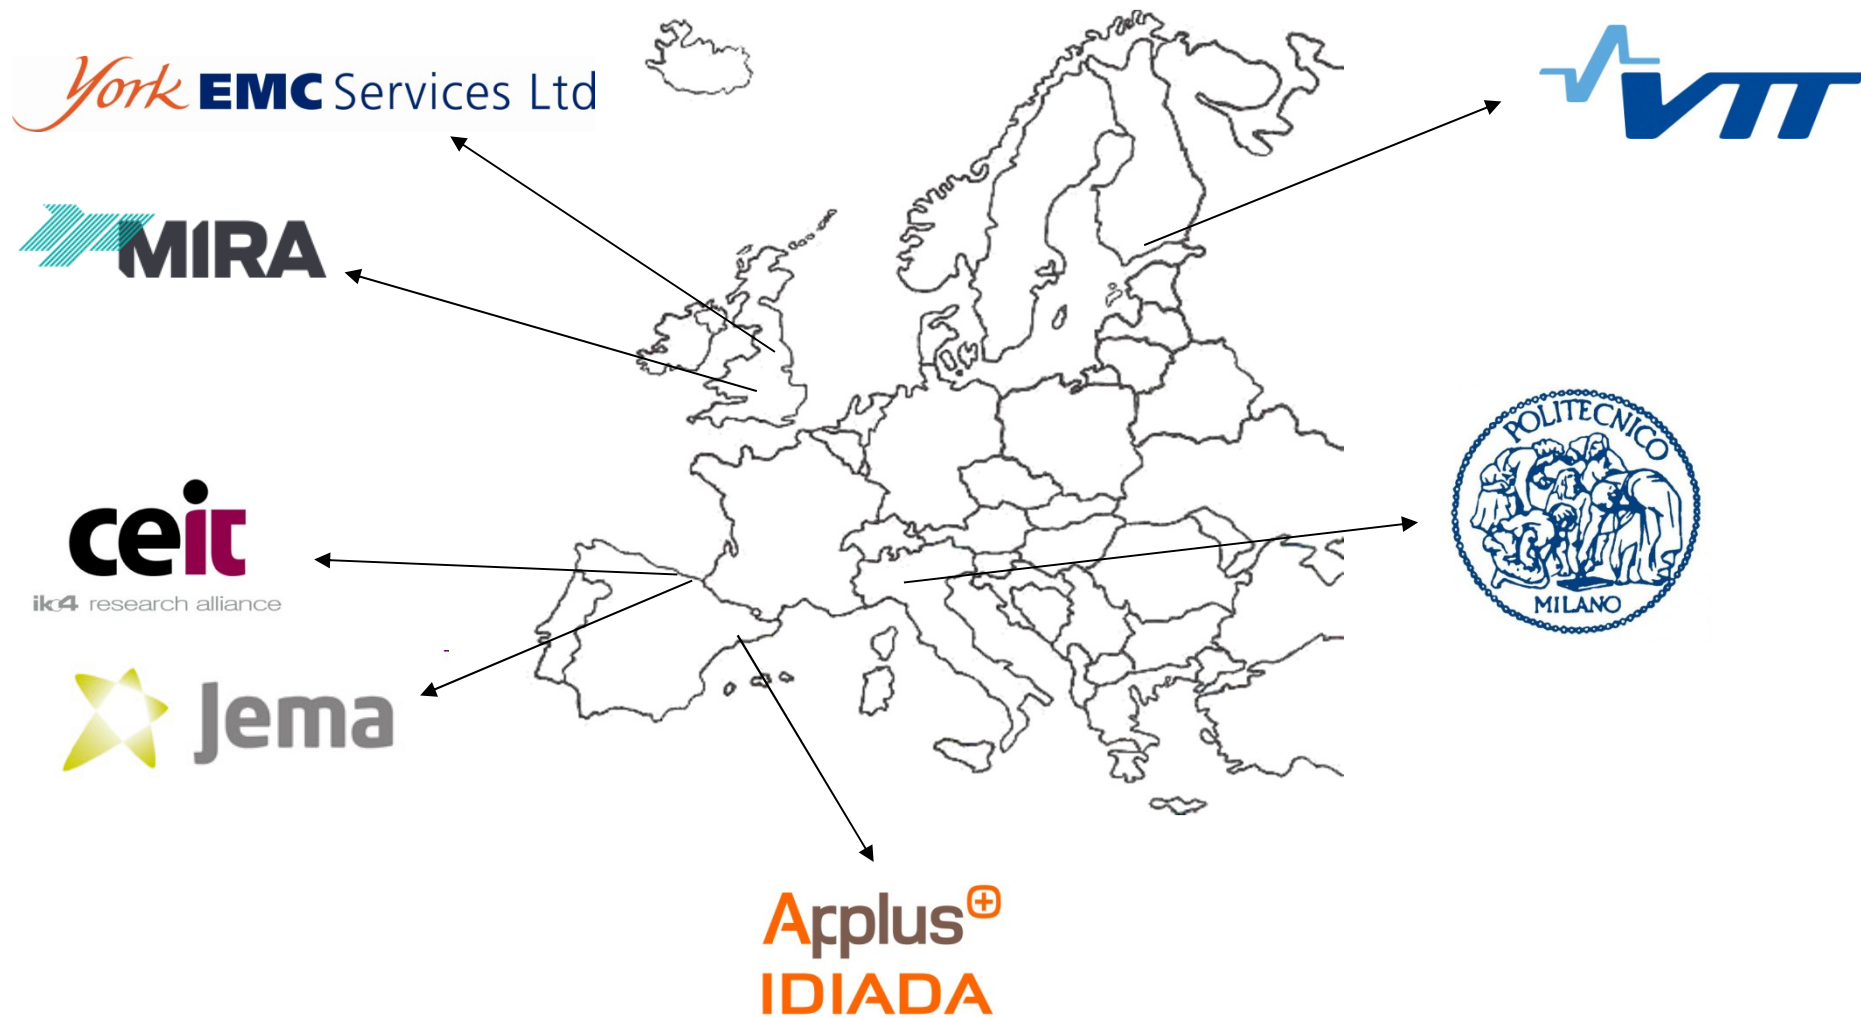 York EMC Services Ltd
VTT
MIRA
POLITECNICO
MILANO
ceit
ik4 research alliance
Jema
Applus+
IDIADA